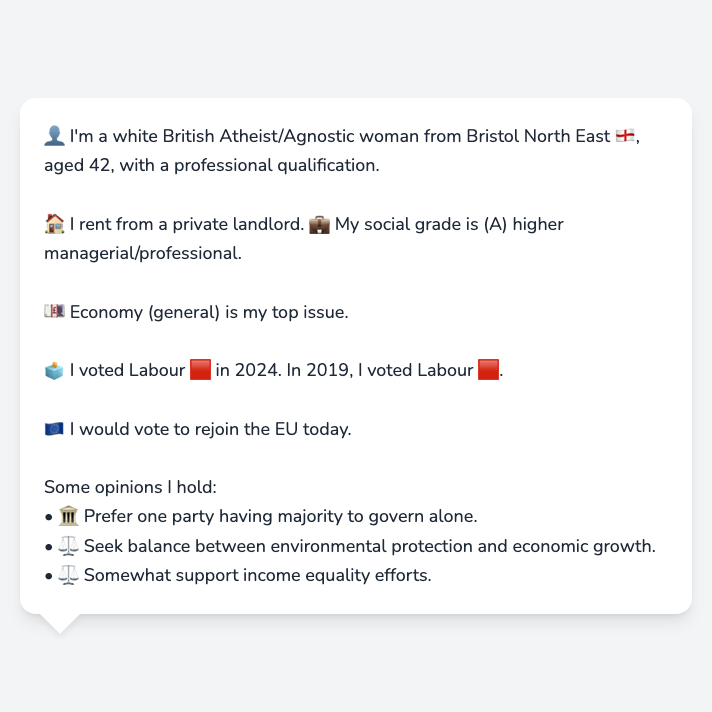 👤 I'm a white British Atheist/Agnostic woman from Bristol North East 🏴󠁧󠁢󠁥󠁮󠁧󠁿,
aged 42, with a professional qualification.
🏠 I rent from a private landlord. 💼 My social grade is (A) higher
managerial/professional.
💷 Economy (general) is my top issue.
🗳️ I voted Labour 🟥 in 2024. In 2019, I voted Labour 🟥.
🇪🇺 I would vote to rejoin the EU today.
Some opinions I hold:
• 🏛️ Prefer one party having majority to govern alone.
• ⚖️ Seek balance between environmental protection and economic growth.
• ⚖️ Somewhat support income equality efforts.